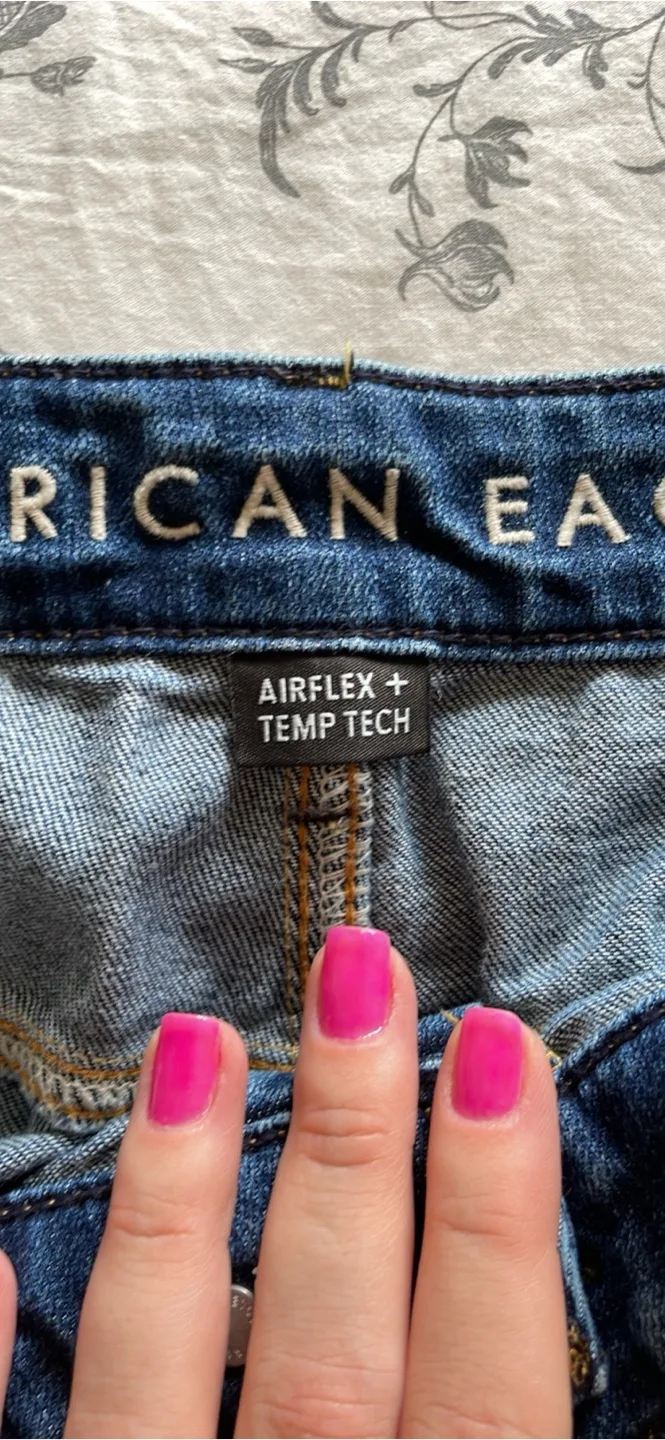 RICAN EA
AIRFLEX +
TEMP TECH